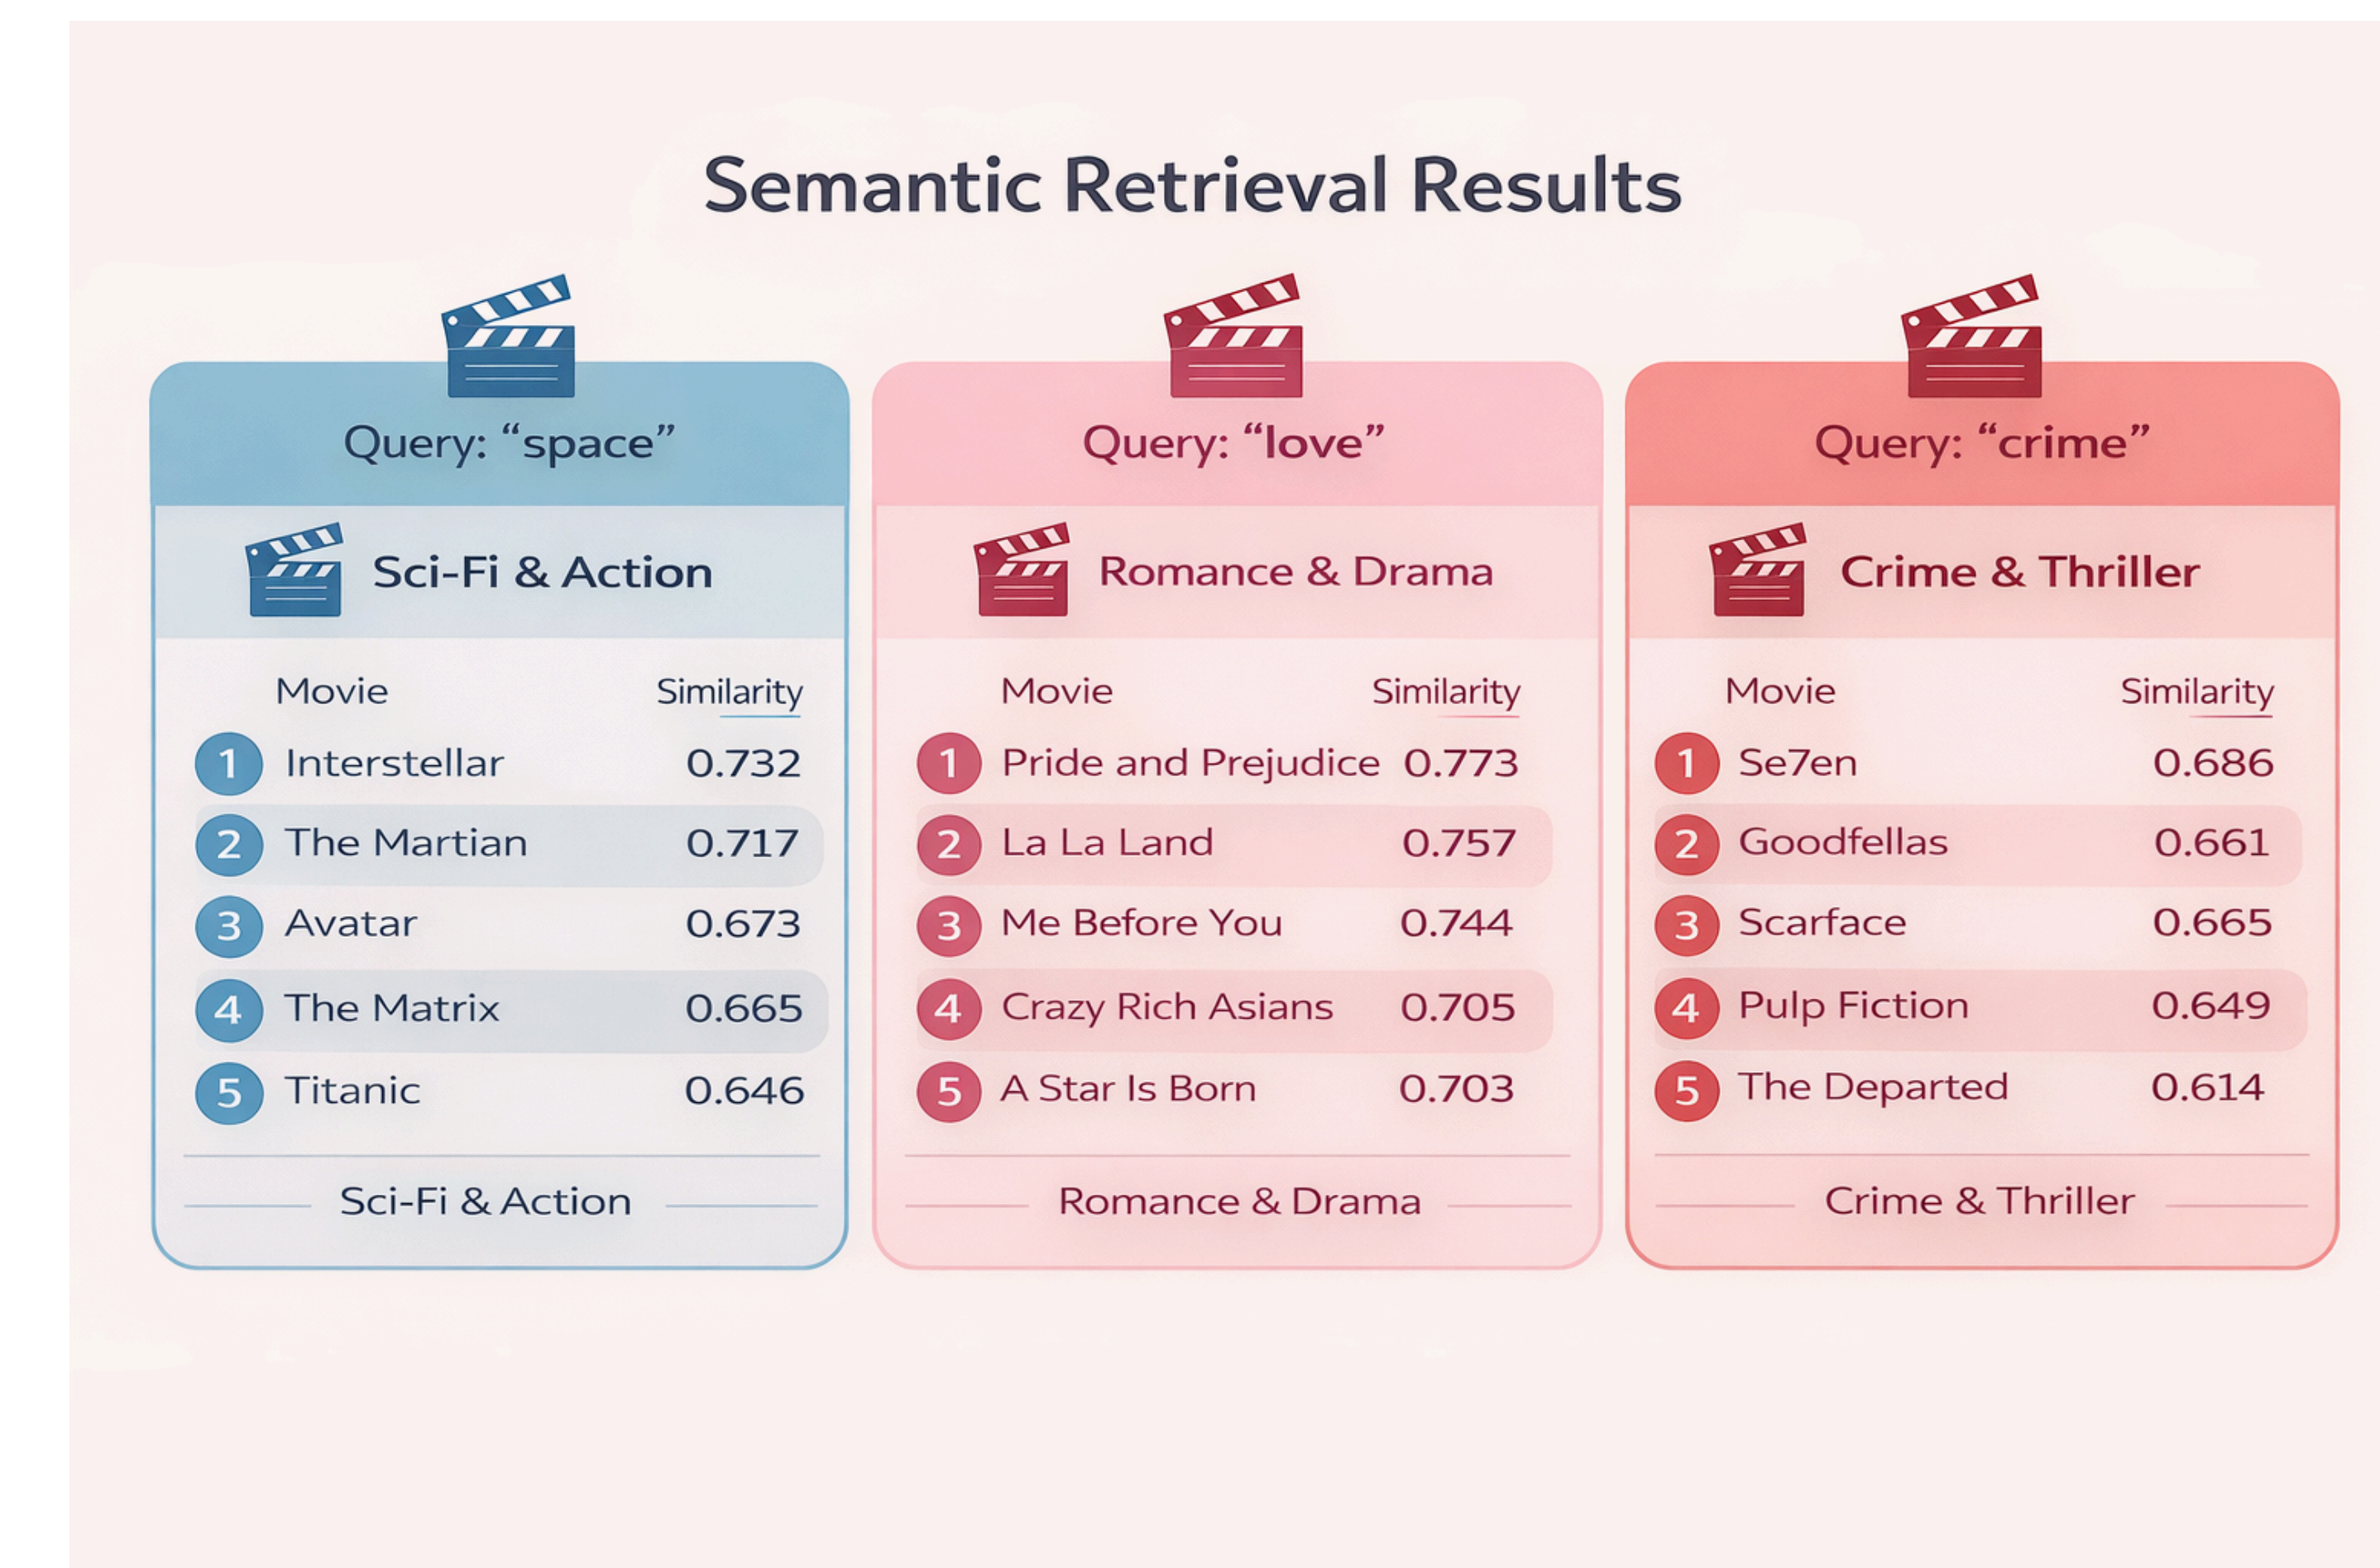 Semantic Retrieval Results
Query: “space”
Sci-Fi & Action
Movie Similarity
1 Interstellar 0.732
2 The Martian 0.717
3 Avatar 0.673
4 The Matrix 0.665
5 Titanic 0.646
Sci-Fi & Action
Query: “love”
Romance & Drama
Movie Similarity
1 Pride and Prejudice 0.773
2 La La Land 0.757
3 Me Before You 0.744
4 Crazy Rich Asians 0.705
5 A Star Is Born 0.703
Romance & Drama
Query: “crime”
Crime & Thriller
Movie Similarity
1 Se7en 0.686
2 Goodfellas 0.661
3 Scarface 0.665
4 Pulp Fiction 0.649
5 The Departed 0.614
Crime & Thriller